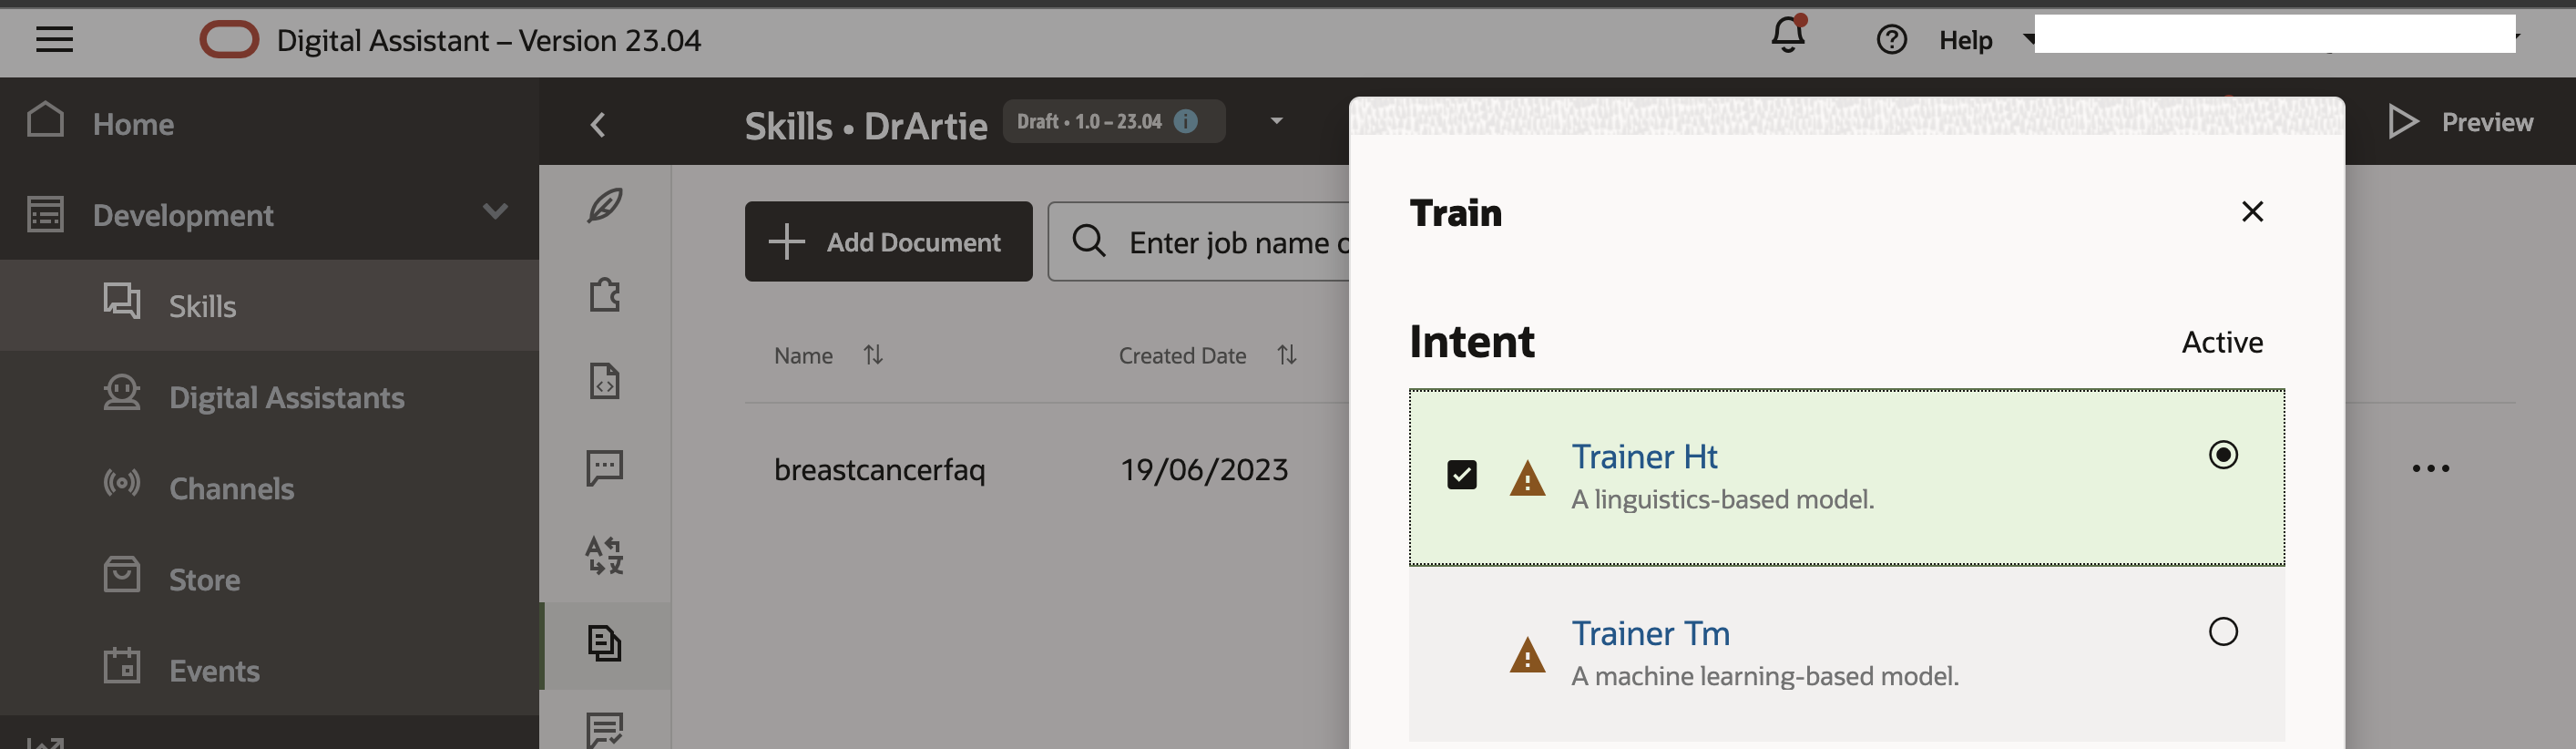 Digital Assistant – Version 23.04
Help
Home
Development
Skills
Digital Assistants
Channels
Store
Events
Skills • DrArtie
Draft • 1.0 – 23.04
Preview
Add Document
Enter job name o
Name
Created Date
breastcancerfaq
19/06/2023
Train
Intent
Active
Trainer Ht
A linguistics-based model.
Trainer Tm
A machine learning-based model.